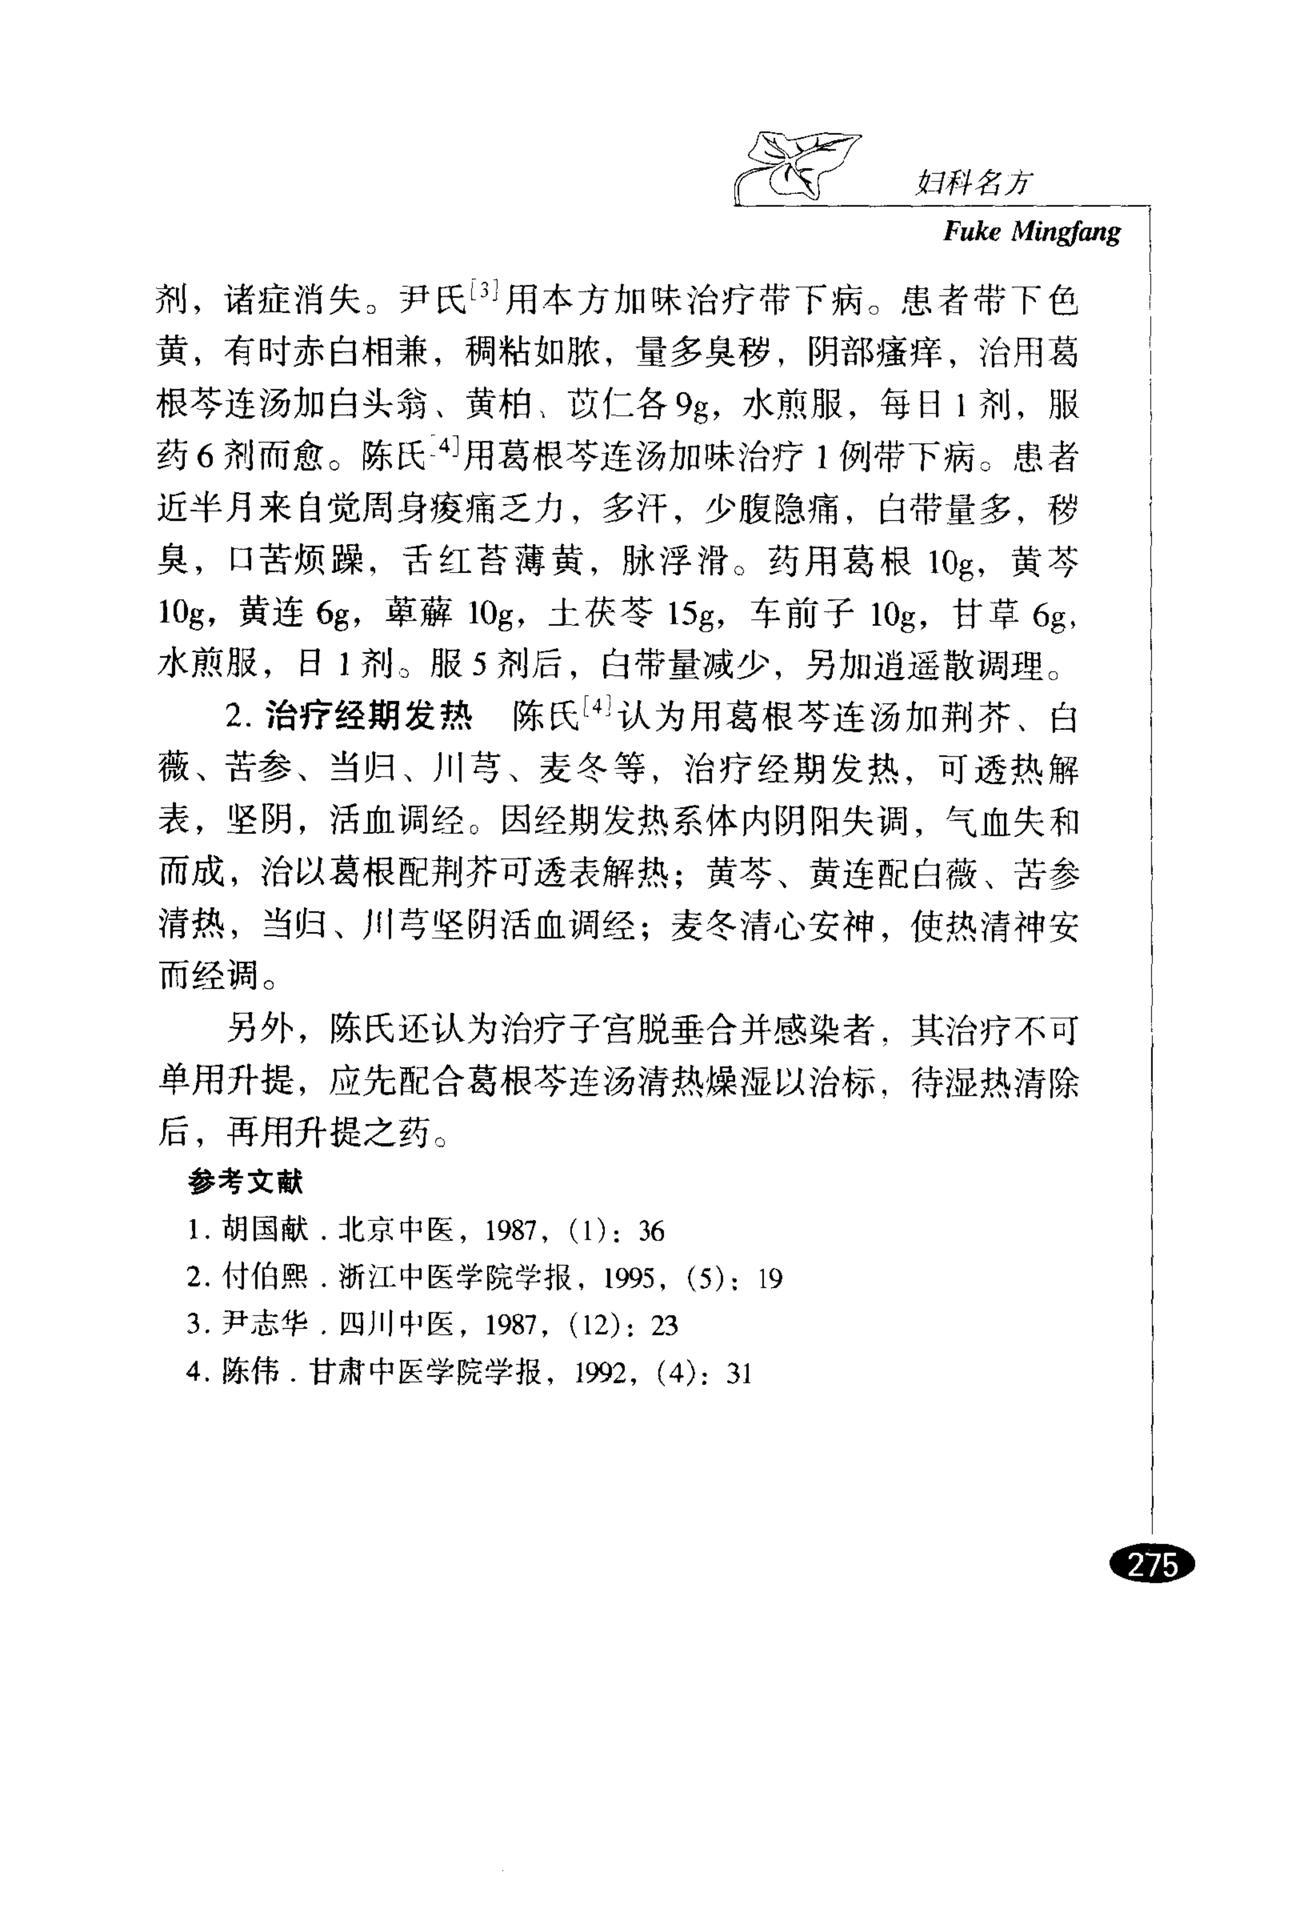 妇科名方
Fuke Mingfang
剂，诸症消失。尹氏[3]用本方加味治疗带下病。患者带下色
黄，有时赤白相兼，稠粘如脓，量多臭秽，阴部瘙痒，治用葛
根芩连汤加白头翁、黄柏、苡仁各9g，水煎服，每日1剂，服
药6剂而愈。陈氏[4]用葛根芩连汤加味治疗1例带下病。患者
近半月来自觉周身痠痛乏力，多汗，少腹隐痛，白带量多，秽
臭，口苦烦躁，舌红苔薄黄，脉浮滑。药用葛根10g，黄芩
10g，黄连6g，萆薢10g，土茯苓15g，车前子10g，甘草6g，
水煎服，日1剂。服5剂后，白带量减少，另加逍遥散调理。
2. 治疗经期发热　陈氏[4]认为用葛根芩连汤加荆芥、白
薇、苦参、当归、川芎、麦冬等，治疗经期发热，可透热解
表，坚阴，活血调经。因经期发热系体内阴阳失调，气血失和
而成，治以葛根配荆芥可透表解热；黄芩、黄连配白薇、苦参
清热，当归、川芎坚阴活血调经；麦冬清心安神，使热清神安
而经调。
另外，陈氏还认为治疗子宫脱垂合并感染者，其治疗不可
单用升提，应先配合葛根芩连汤清热燥湿以治标，待湿热清除
后，再用升提之药。
参考文献
1. 胡国献．北京中医，1987，(1)：36
2. 付伯熙．浙江中医学院学报，1995，(5)：19
3. 尹志华．四川中医，1987，(12)：23
4. 陈伟．甘肃中医学院学报，1992，(4)：31
275